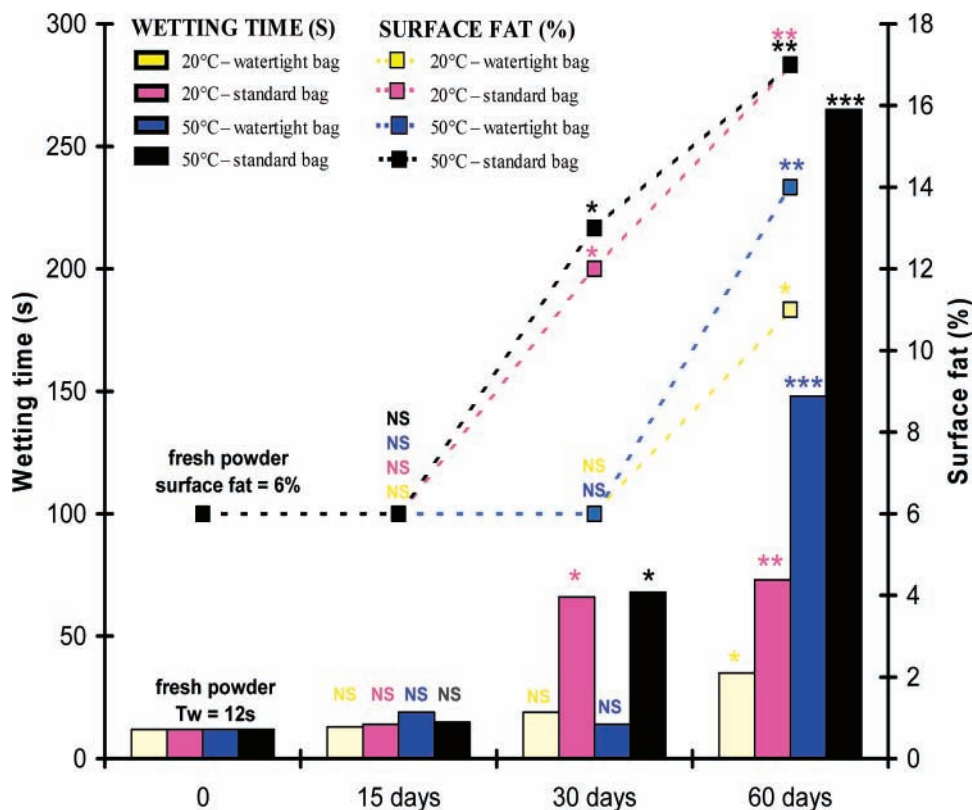 WETTING TIME (S)
20°C – watertight bag
20°C – standard bag
50°C – watertight bag
50°C – standard bag
SURFACE FAT (%)
20°C – watertight bag
20°C – standard bag
50°C – watertight bag
50°C – standard bag
Wetting time (s)
300
250
200
150
100
50
0
Surface fat (%)
18
16
14
12
10
8
6
4
2
0
**
**
***
**
*
*
*
***
NS
NS
NS
NS
NS
NS
fresh powder
surface fat = 6%
*
*
**
*
fresh powder
Tw = 12s
NS NS NS NS
NS
NS
0 15 days 30 days 60 days